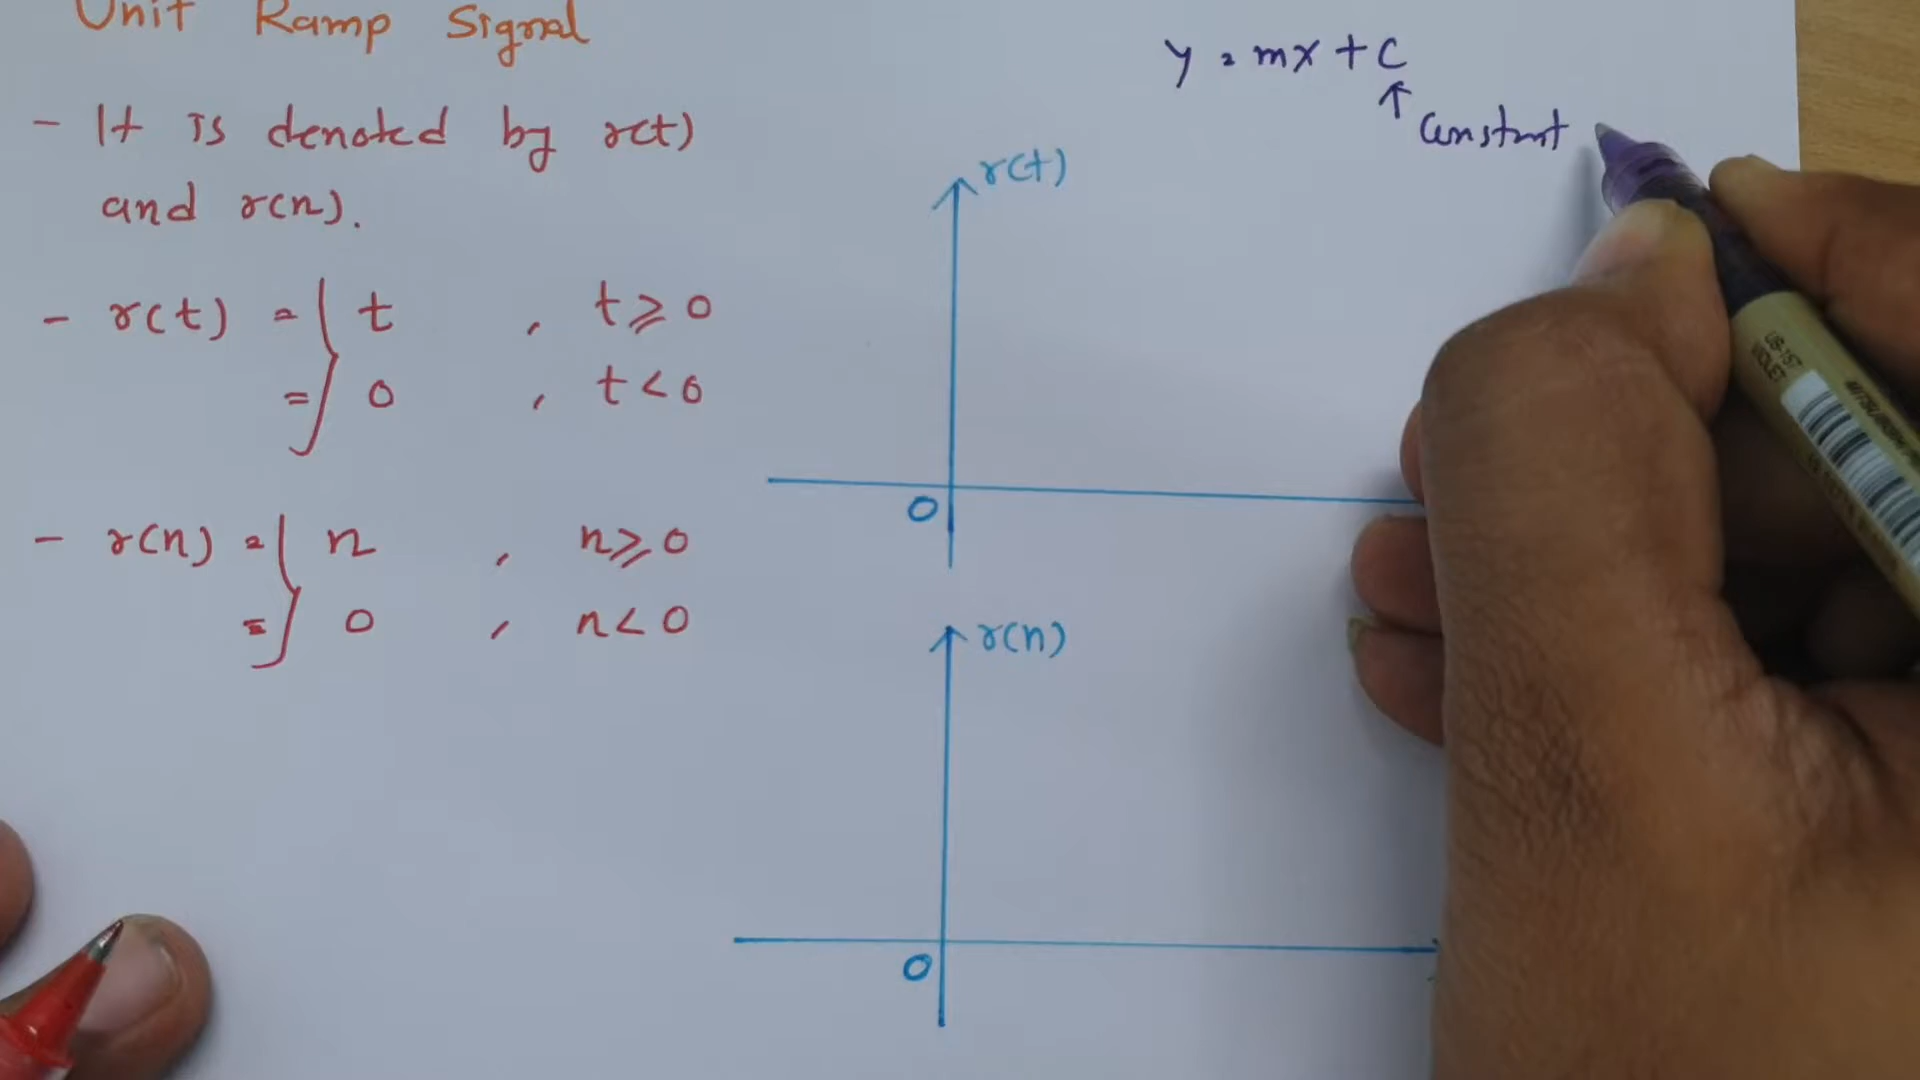 Unit Ramp Signal
- It is denoted by r(t)
and r(n).
- r(t) = { t , t ≥ 0
= 0 , t < 0
- r(n) = { n , n ≥ 0
= 0 , n < 0
y = mx + c
↑ Constant
r(t)
0
r(n)
0